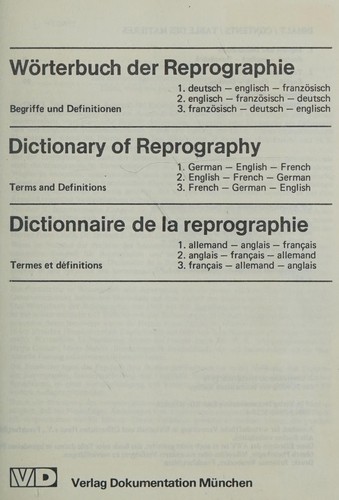 Wörterbuch der Reprographie
1. deutsch – englisch – französisch
2. englisch – französisch – deutsch
Begriffe und Definitionen 3. französisch – deutsch – englisch
Dictionary of Reprography
1. German – English – French
2. English – French – German
Terms and Definitions 3. French – German – English
Dictionnaire de la reprographie
1. allemand – anglais – français
2. anglais – français – allemand
Termes et définitions 3. français – allemand – anglais
VD Verlag Dokumentation München